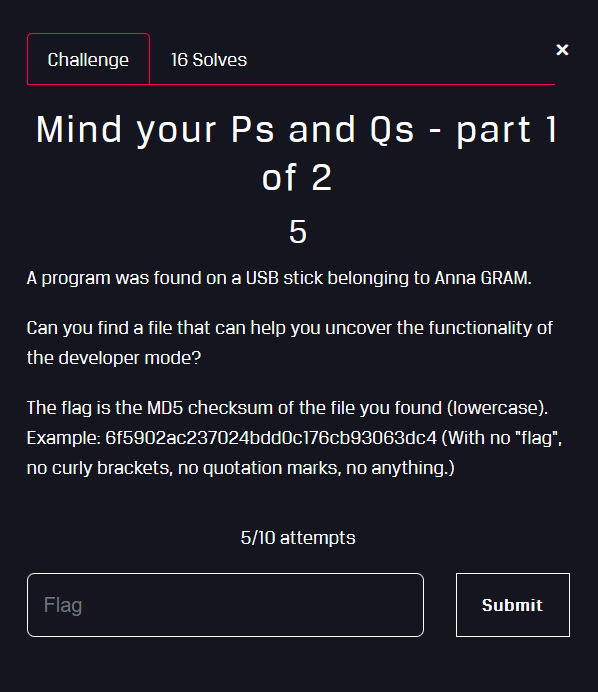 Challenge
16 Solves
×
Mind your Ps and Qs - part 1
of 2
5
A program was found on a USB stick belonging to Anna GRAM.
Can you find a file that can help you uncover the functionality of
the developer mode?
The flag is the MD5 checksum of the file you found (lowercase).
Example: 6f5902ac237024bdd0c176cb93063dc4 (With no "flag",
no curly brackets, no quotation marks, no anything.)
5/10 attempts
Flag
Submit